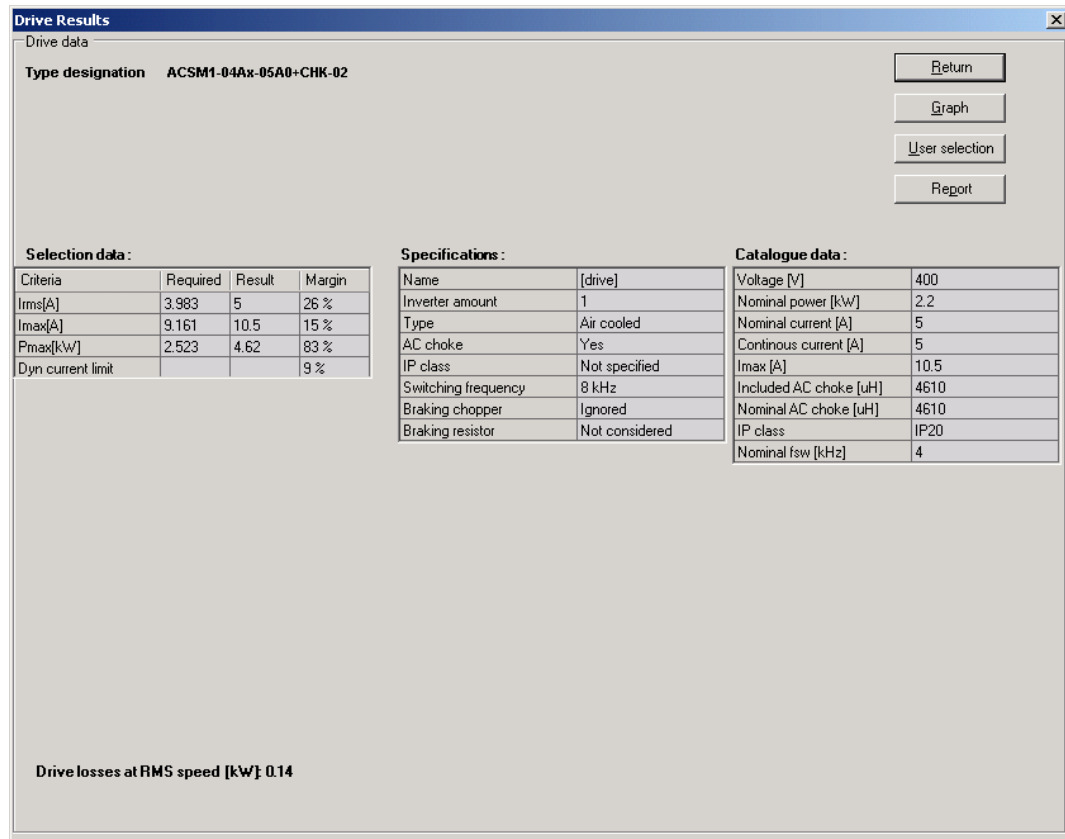 Drive Results
Drive data
Type designation ACSM1-04Ax-05A0+CHK-02
Return
Graph
User selection
Report
Selection data :
Criteria Required Result Margin
Irms[A] 3.983 5 26 %
Imax[A] 9.161 10.5 15 %
Pmax[kW] 2.523 4.62 83 %
Dyn current limit 9 %
Specifications :
Name [drive]
Inverter amount 1
Type Air cooled
AC choke Yes
IP class Not specified
Switching frequency 8 kHz
Braking chopper Ignored
Braking resistor Not considered
Catalogue data :
Voltage [V] 400
Nominal power [kW] 2.2
Nominal current [A] 5
Continous current [A] 5
Imax [A] 10.5
Included AC choke [uH] 4610
Nominal AC choke [uH] 4610
IP class IP20
Nominal fsw [kHz] 4
Drive losses at RMS speed [kW]: 0.14